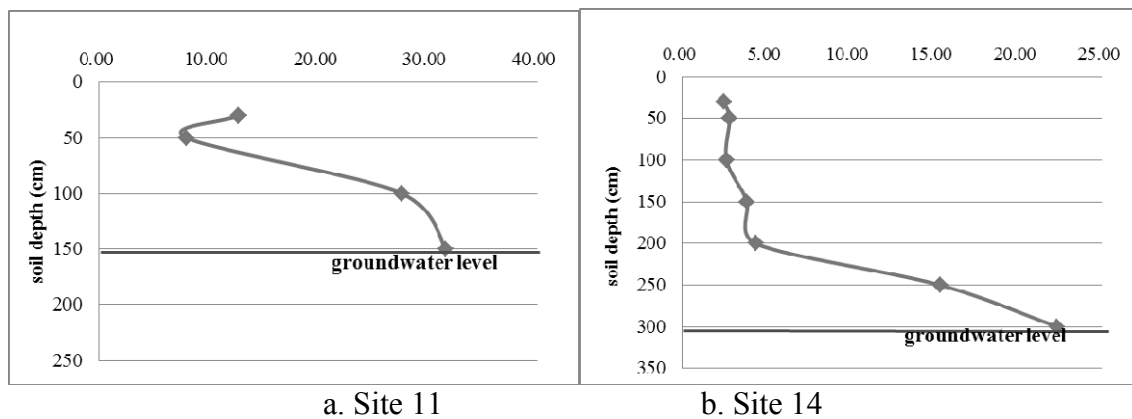 0.00 10.00 20.00 30.00 40.00
0
50
100
150
200
250
soil depth (cm)
groundwater level
a. Site 11
0.00 5.00 10.00 15.00 20.00 25.00
0
50
100
150
200
250
300
350
soil depth (cm)
groundwater level
b. Site 14